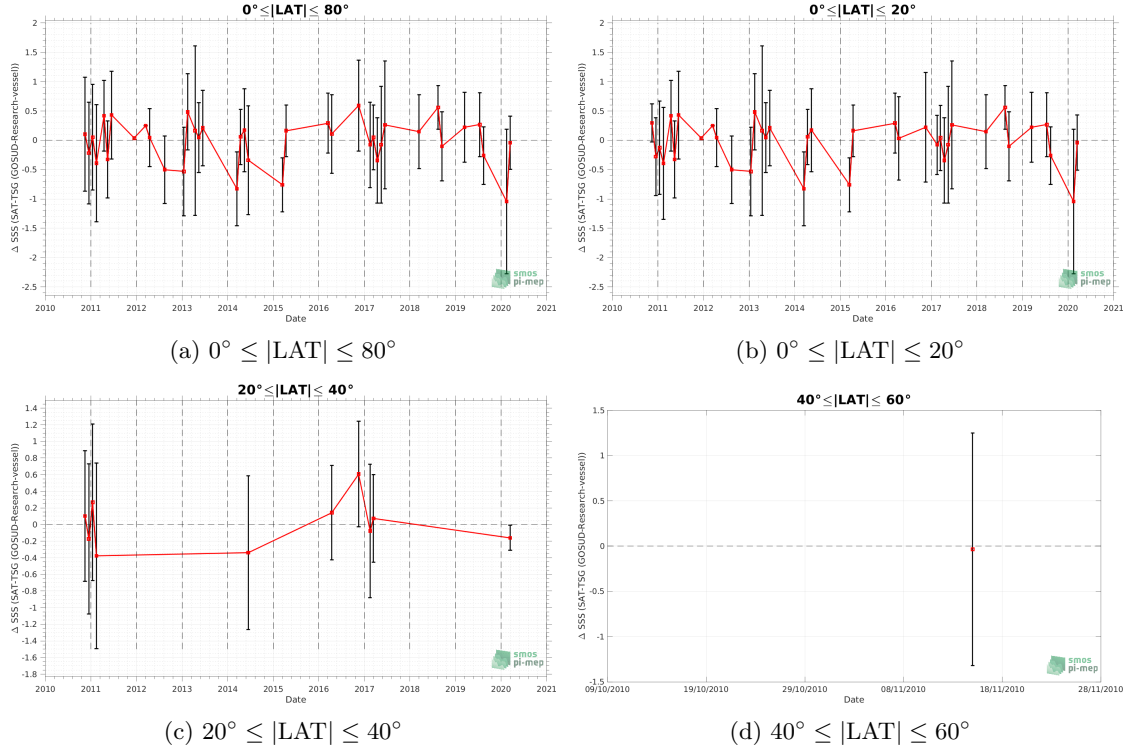 0°≤|LAT|≤ 80°
Δ SSS (SAT-TSG (GOSUD-Research-vessel))
2
1.5
1
0.5
0
-0.5
-1
-1.5
-2
-2.5
2010 2011 2012 2013 2014 2015 2016 2017 2018 2019 2020 2021
Date
smos
pi-mep
(a) 0° ≤ |LAT| ≤ 80°
0°≤|LAT|≤ 20°
Δ SSS (SAT-TSG (GOSUD-Research-vessel))
2
1.5
1
0.5
0
-0.5
-1
-1.5
-2
-2.5
2010 2011 2012 2013 2014 2015 2016 2017 2018 2019 2020 2021
Date
smos
pi-mep
(b) 0° ≤ |LAT| ≤ 20°
20°≤|LAT|≤ 40°
Δ SSS (SAT-TSG (GOSUD-Research-vessel))
1.4
1.2
1
0.8
0.6
0.4
0.2
0
-0.2
-0.4
-0.6
-0.8
-1
-1.2
-1.4
-1.6
-1.8
2010 2011 2012 2013 2014 2015 2016 2017 2018 2019 2020 2021
Date
smos
pi-mep
(c) 20° ≤ |LAT| ≤ 40°
40°≤|LAT|≤ 60°
Δ SSS (SAT-TSG (GOSUD-Research-vessel))
1.5
1
0.5
0
-0.5
-1
-1.5
09/10/2010 19/10/2010 29/10/2010 08/11/2010 18/11/2010 28/11/2010
Date
smos
pi-mep
(d) 40° ≤ |LAT| ≤ 60°